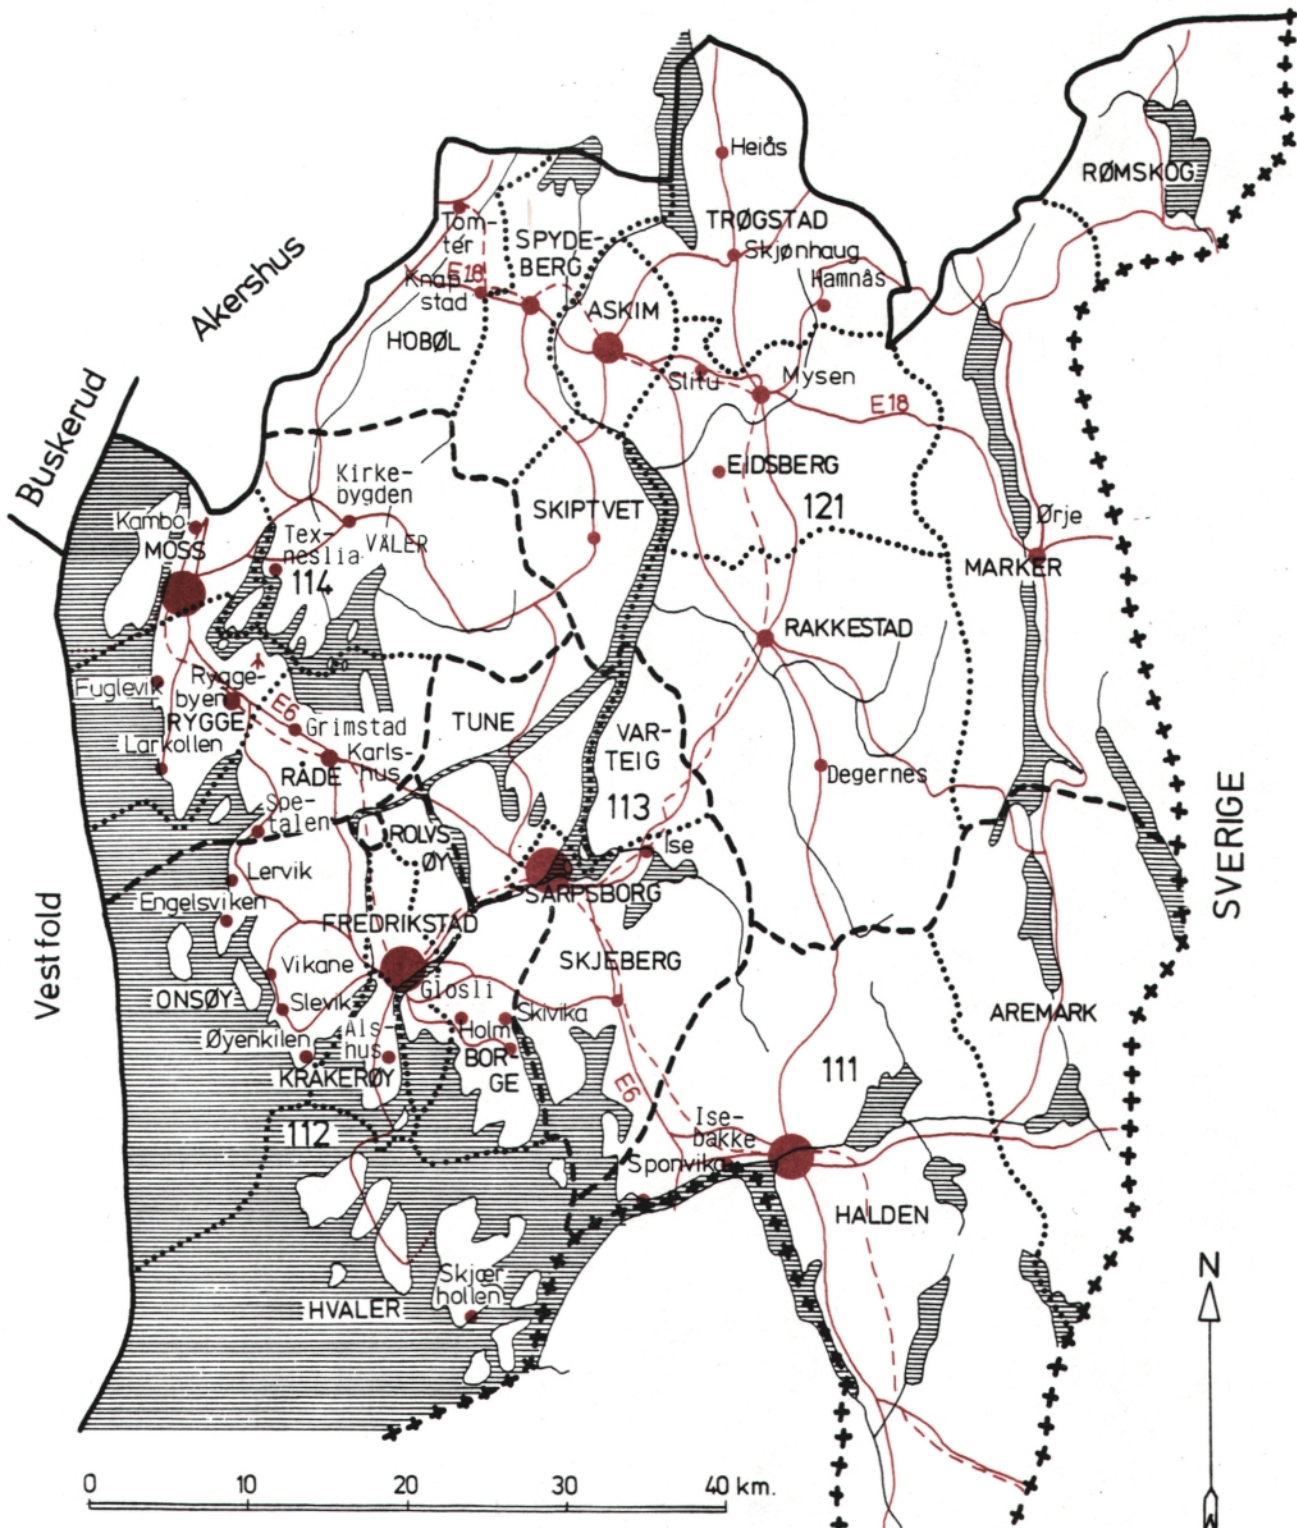 Heiås
RØMSKOG
TRØGSTAD
Tom-
ter
SPYDE-
BERG
Skjønhaug
Akershus
E18
Knap
stad
Hamnås
ASKIM
HOBØL
Slitu
Mysen
E18
Buskerud
Kirke-
bygden
EIDSBERG
121
SKIPTVET
Kambo
Ørje
MOSS
Tex-
neslia
VÅLER
114
MARKER
RAKKESTAD
Fuglevik
Rygge-
byen
E6
RYGGE
Grimstad
TUNE
VAR-
TEIG
Larkollen
Karls-
hus
RÅDE
Degernes
Spe-
talen
113
ROLVS
ØY
Ise
SVERIGE
Lervik
SARPSBORG
Engelsviken
FREDRIKSTAD
Vestfold
Vikane
SKJEBERG
Glosli
ONSØY
Slevik
Skivika
AREMARK
Øyenkilen
Als-
hus
Holm
BOR-
GE
KRÅKERØY
111
E6
112
Ise-
bakke
Sponvika
HALDEN
N
Skjær
hollen
HVALER
0 10 20 30 40 km.